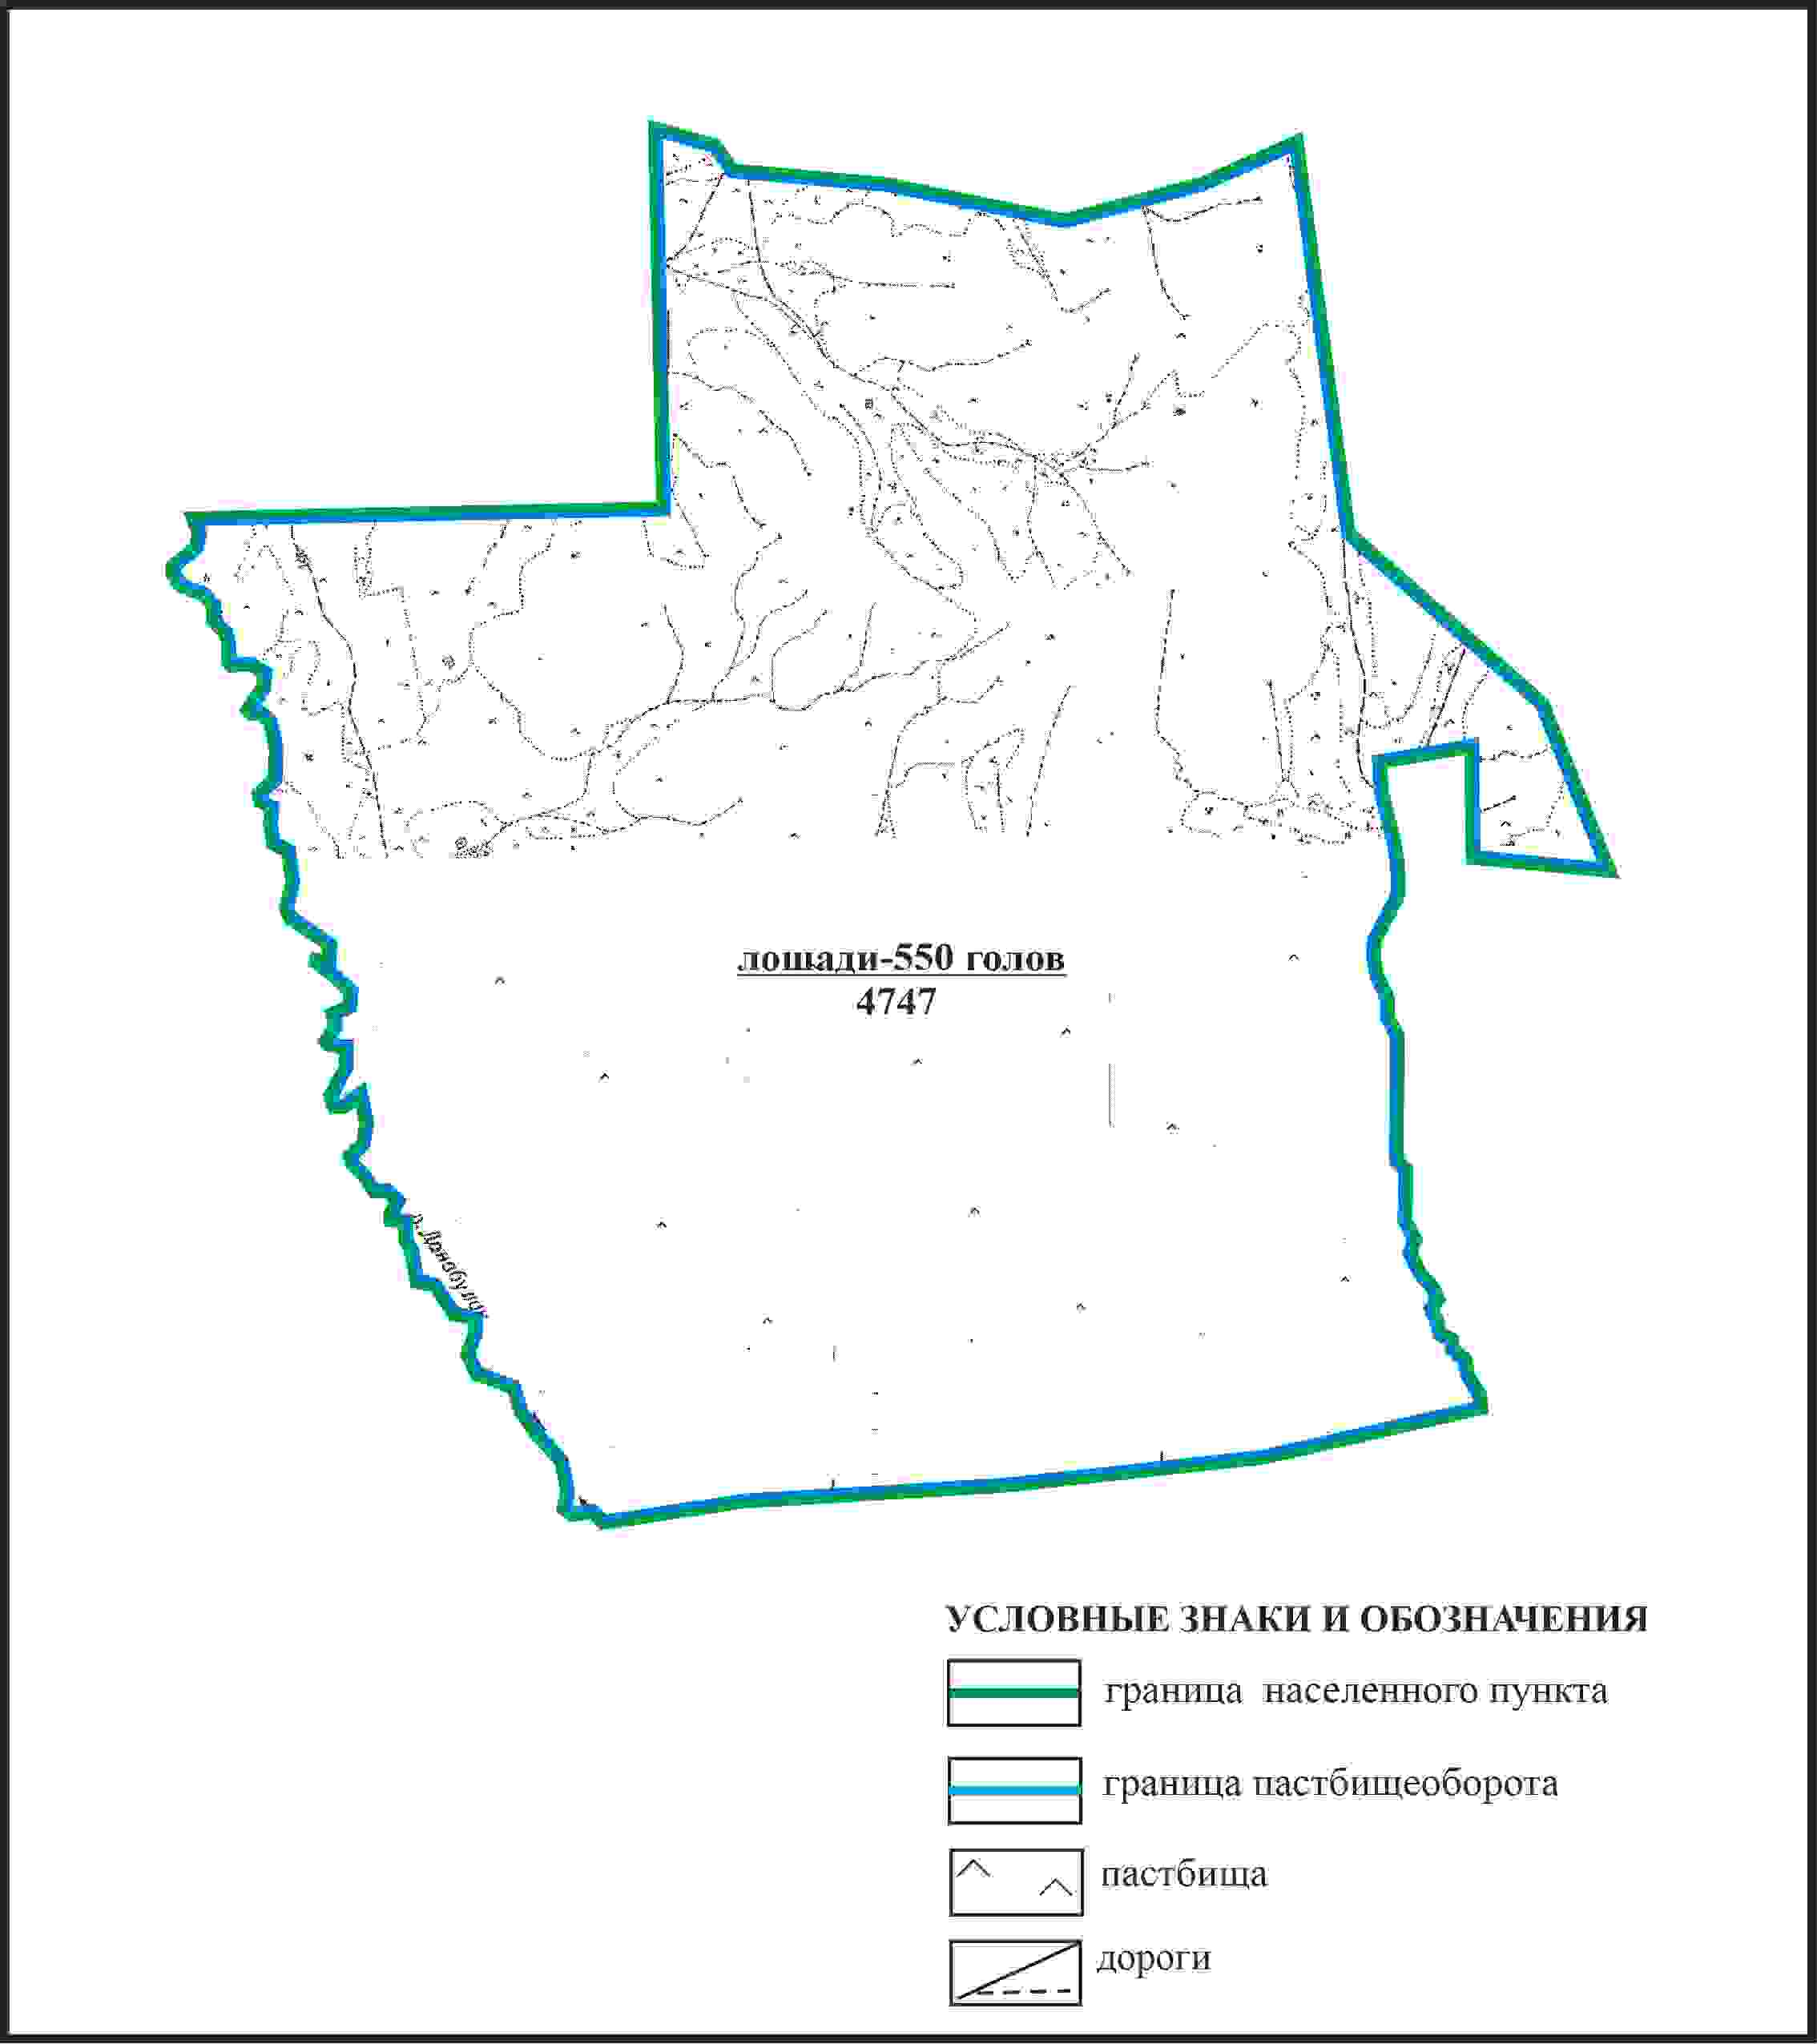 лошади-550 голов
4747
УСЛОВНЫЕ ЗНАКИ И ОБОЗНАЧЕНИЯ
граница населенного пункта
граница пастбищеоборота
пастбища
дороги